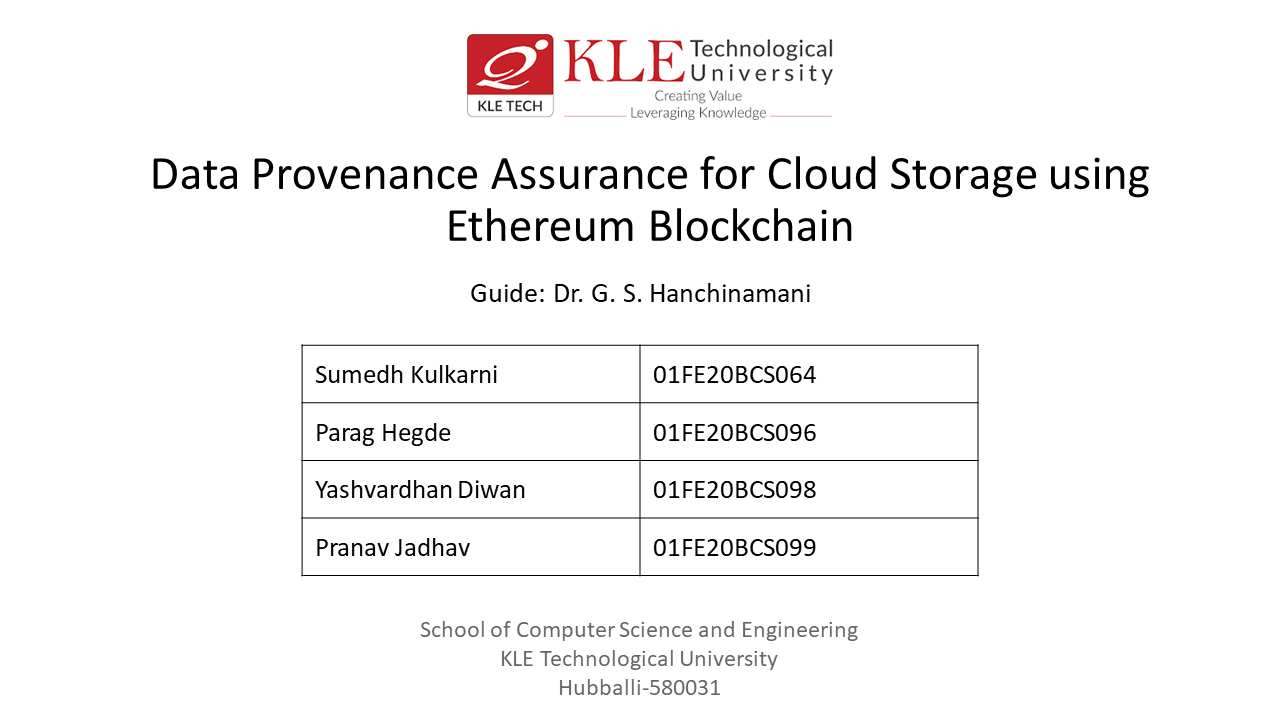 KLE TECH
KLE Technological University
Creating Value
Leveraging Knowledge
Data Provenance Assurance for Cloud Storage using
Ethereum Blockchain
Guide: Dr. G. S. Hanchinamani
Sumedh Kulkarni 01FE20BCS064
Parag Hegde 01FE20BCS096
Yashvardhan Diwan 01FE20BCS098
Pranav Jadhav 01FE20BCS099
School of Computer Science and Engineering
KLE Technological University
Hubballi-580031